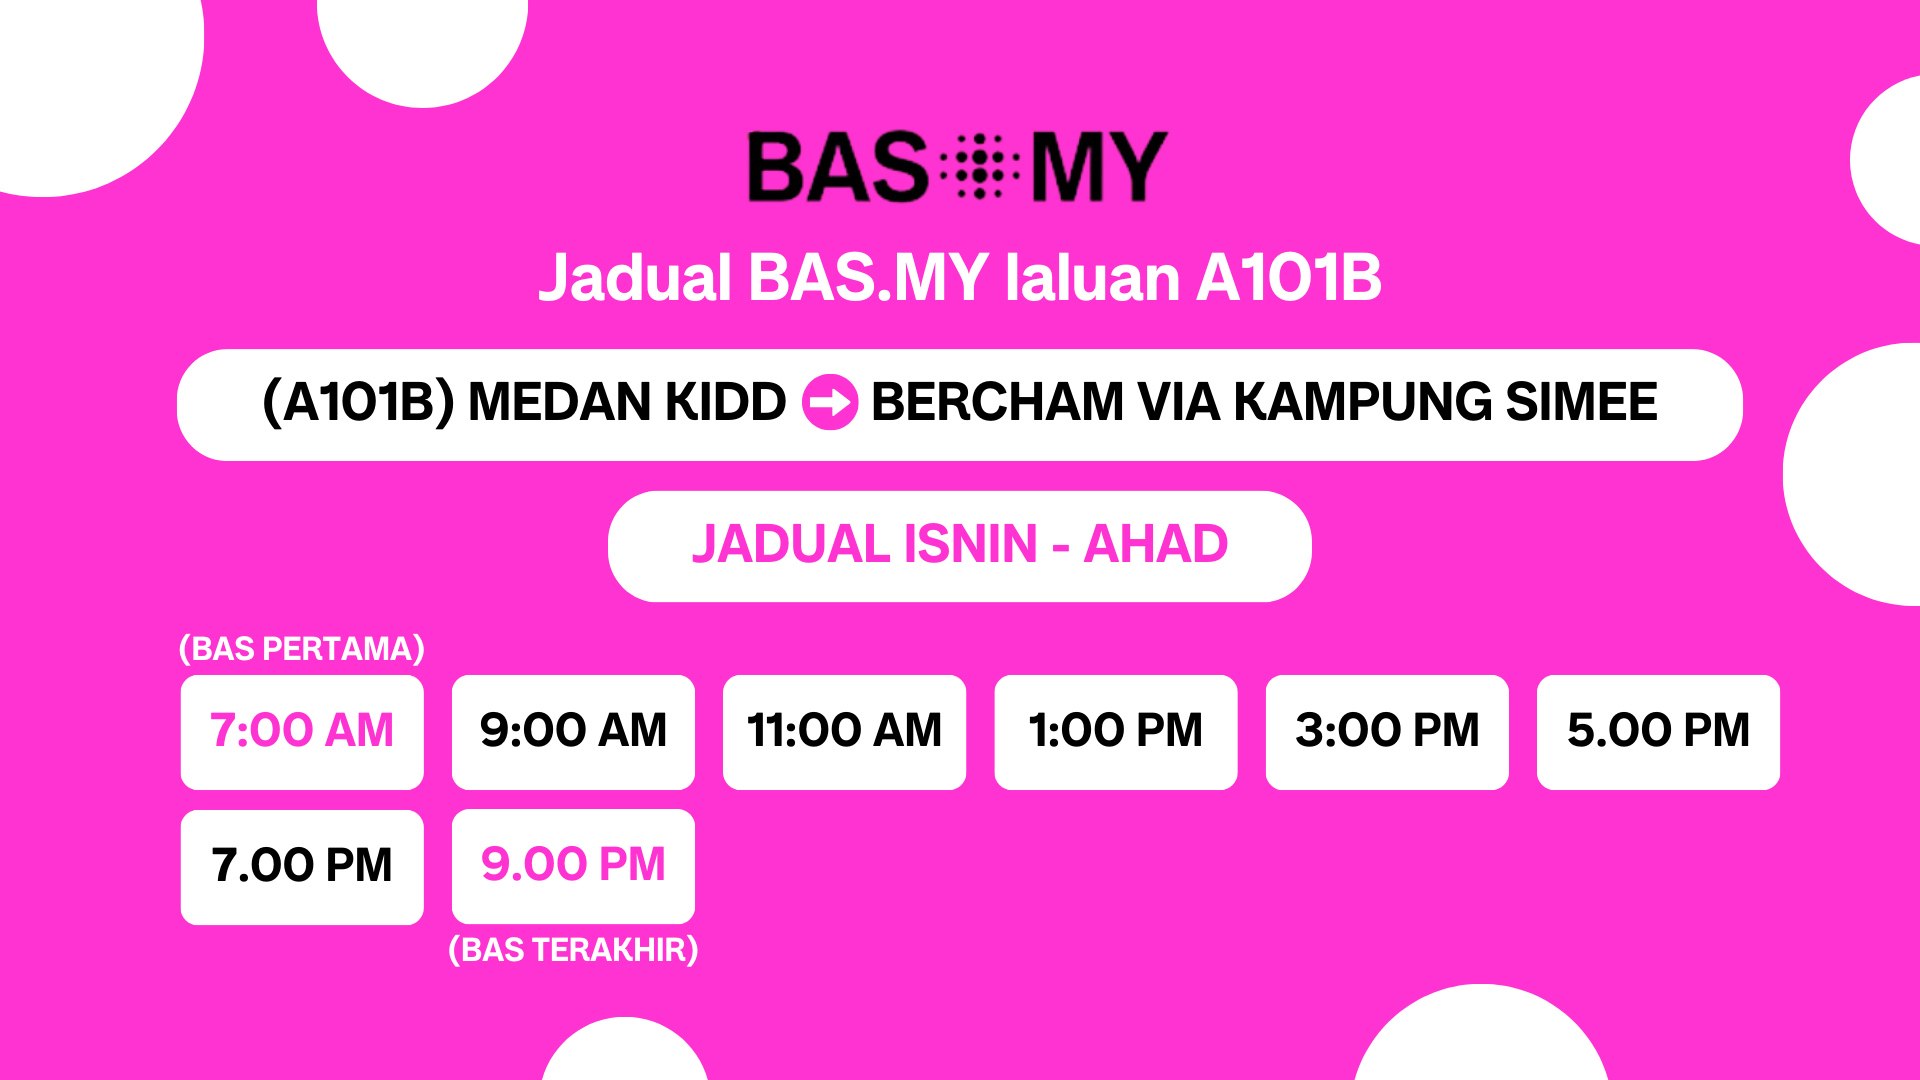 BAS MY
Jadual BAS.MY laluan A101B
(A101B) MEDAN KIDD BERCHAM VIA KAMPUNG SIMEE
JADUAL ISNIN - AHAD
(BAS PERTAMA)
7:00 AM 9:00 AM 11:00 AM 1:00 PM 3:00 PM 5.00 PM
7.00 PM 9.00 PM
(BAS TERAKHIR)